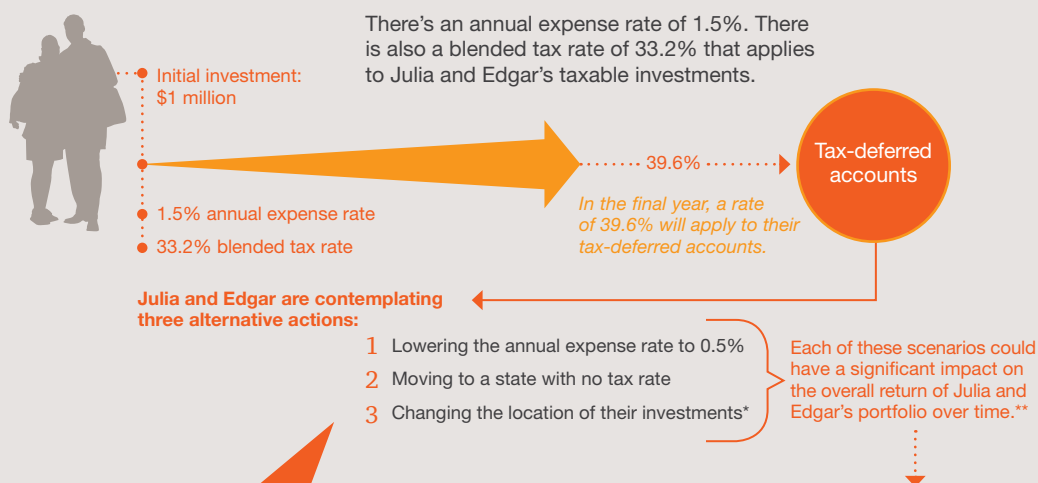 There’s an annual expense rate of 1.5%. There
is also a blended tax rate of 33.2% that applies
to Julia and Edgar’s taxable investments.
Initial investment:
$1 million
39.6%
Tax-deferred
accounts
In the final year, a rate
of 39.6% will apply to their
tax-deferred accounts.
1.5% annual expense rate
33.2% blended tax rate
Julia and Edgar are contemplating
three alternative actions:
1 Lowering the annual expense rate to 0.5%
2 Moving to a state with no tax rate
3 Changing the location of their investments*
Each of these scenarios could
have a significant impact on
the overall return of Julia and
Edgar’s portfolio over time.**